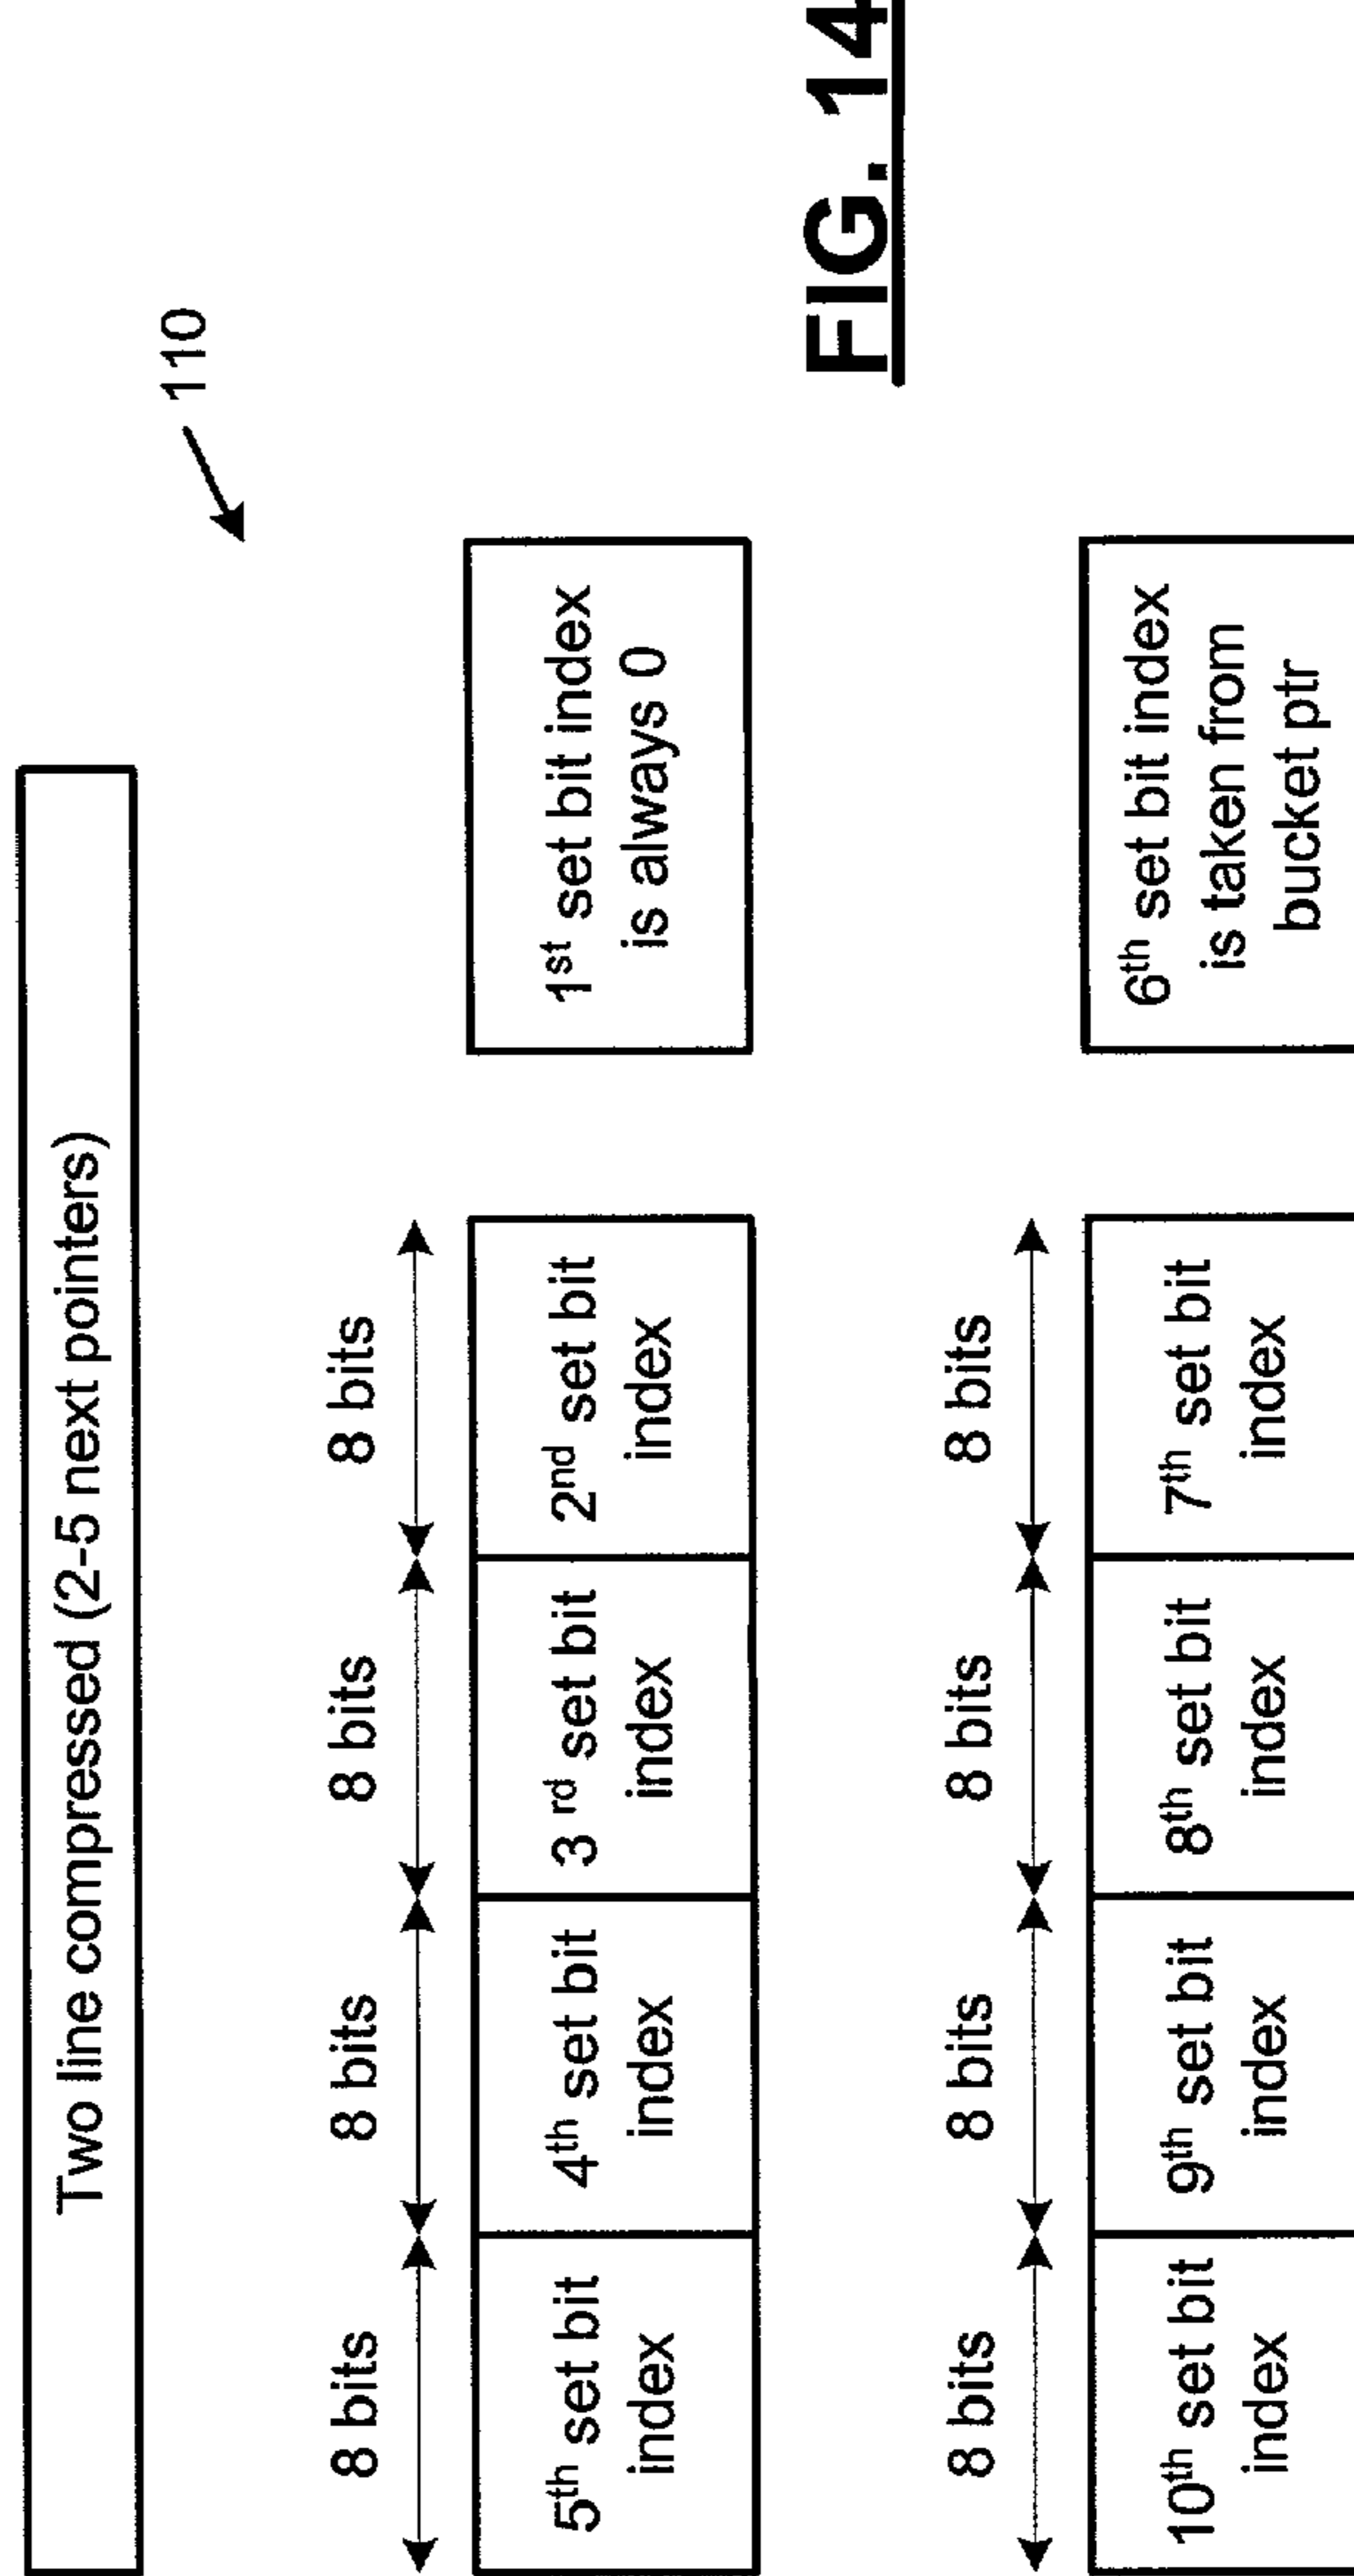 Two line compressed (2-5 next pointers)
110
8 bits
8 bits
8 bits
8 bits
5th set bit
index
4th set bit
index
3 rd set bit
index
2nd set bit
index
1st set bit index
is always 0
8 bits
8 bits
8 bits
8 bits
10th set bit
index
9th set bit
index
8th set bit
index
7th set bit
index
6th set bit index
is taken from
bucket ptr
FIG. 14